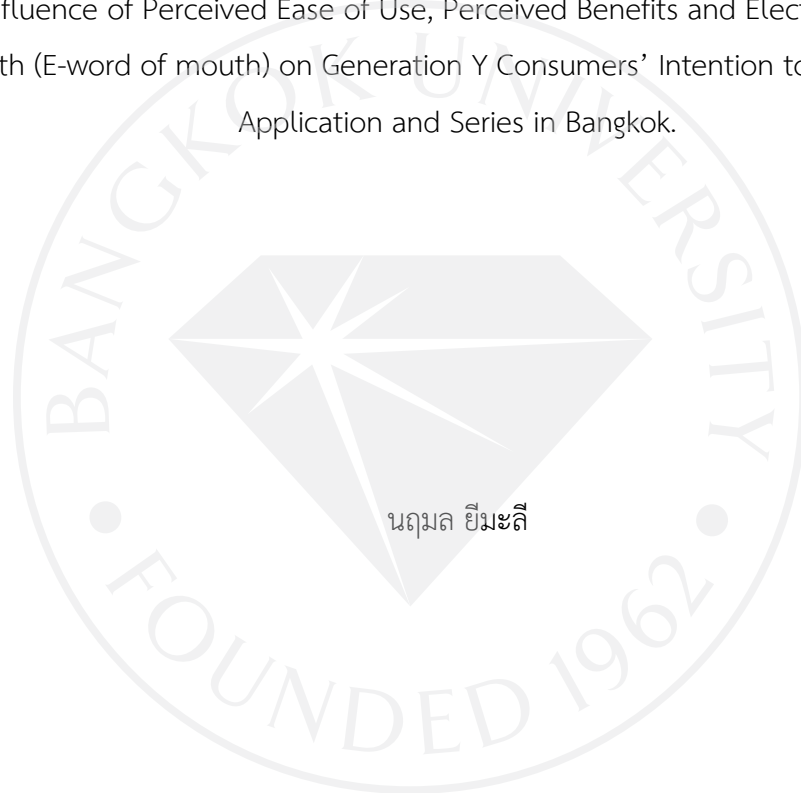 fluence of Perceived Ease of Use, Perceived Benefits and Elect
th (E-word of mouth) on Generation Y Consumers' Intention to
Application and Series in Bangkok.
BANGKOK UNIVERSITY
นฤมล ยีมะลี
• FOUNDED 1962 •